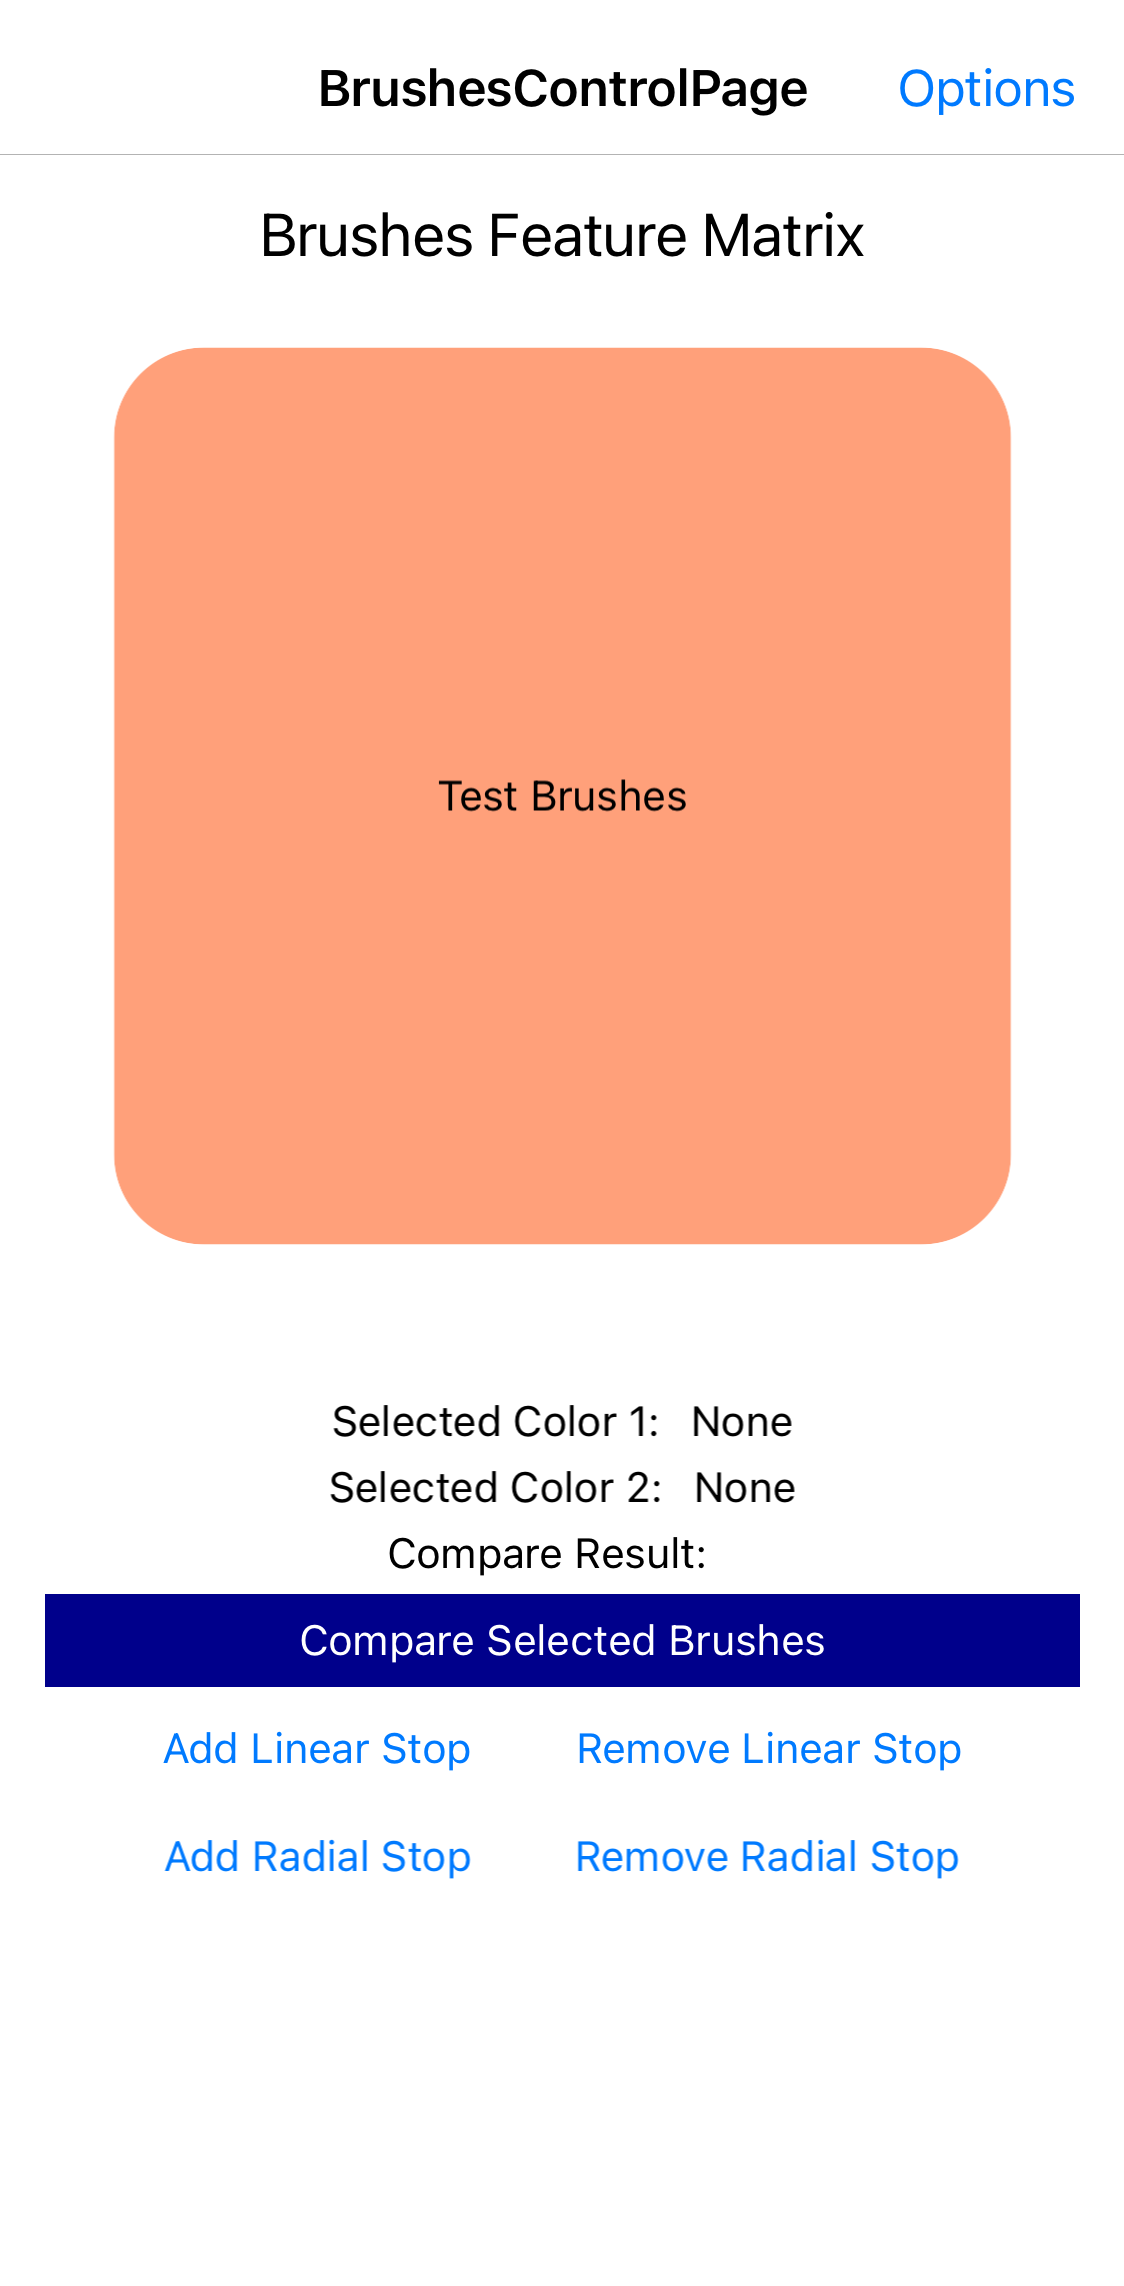 BrushesControlPage Options
Brushes Feature Matrix
Test Brushes
Selected Color 1: None
Selected Color 2: None
Compare Result:
Compare Selected Brushes
Add Linear Stop Remove Linear Stop
Add Radial Stop Remove Radial Stop